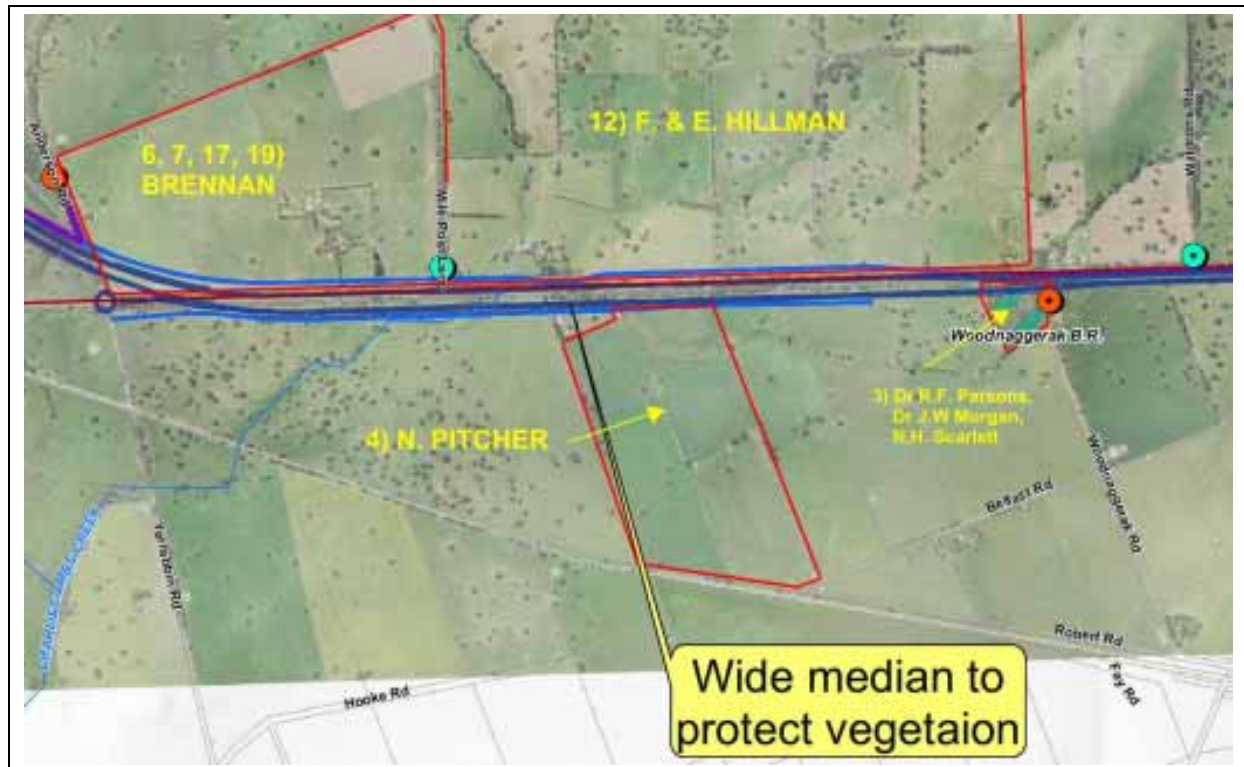 12) F. & E. HILLMAN
6, 7, 17, 19)
BRENNAN
Woodnaggerak B.R.
3) Dr R.F. Parsons,
Dr J.W Morgan,
N.H. Scarlett
4) N. PITCHER
Belfast Rd
Woodnaggerak Rd
Robert Rd
Fay Rd
Hooke Rd
Wide median to
protect vegetaion